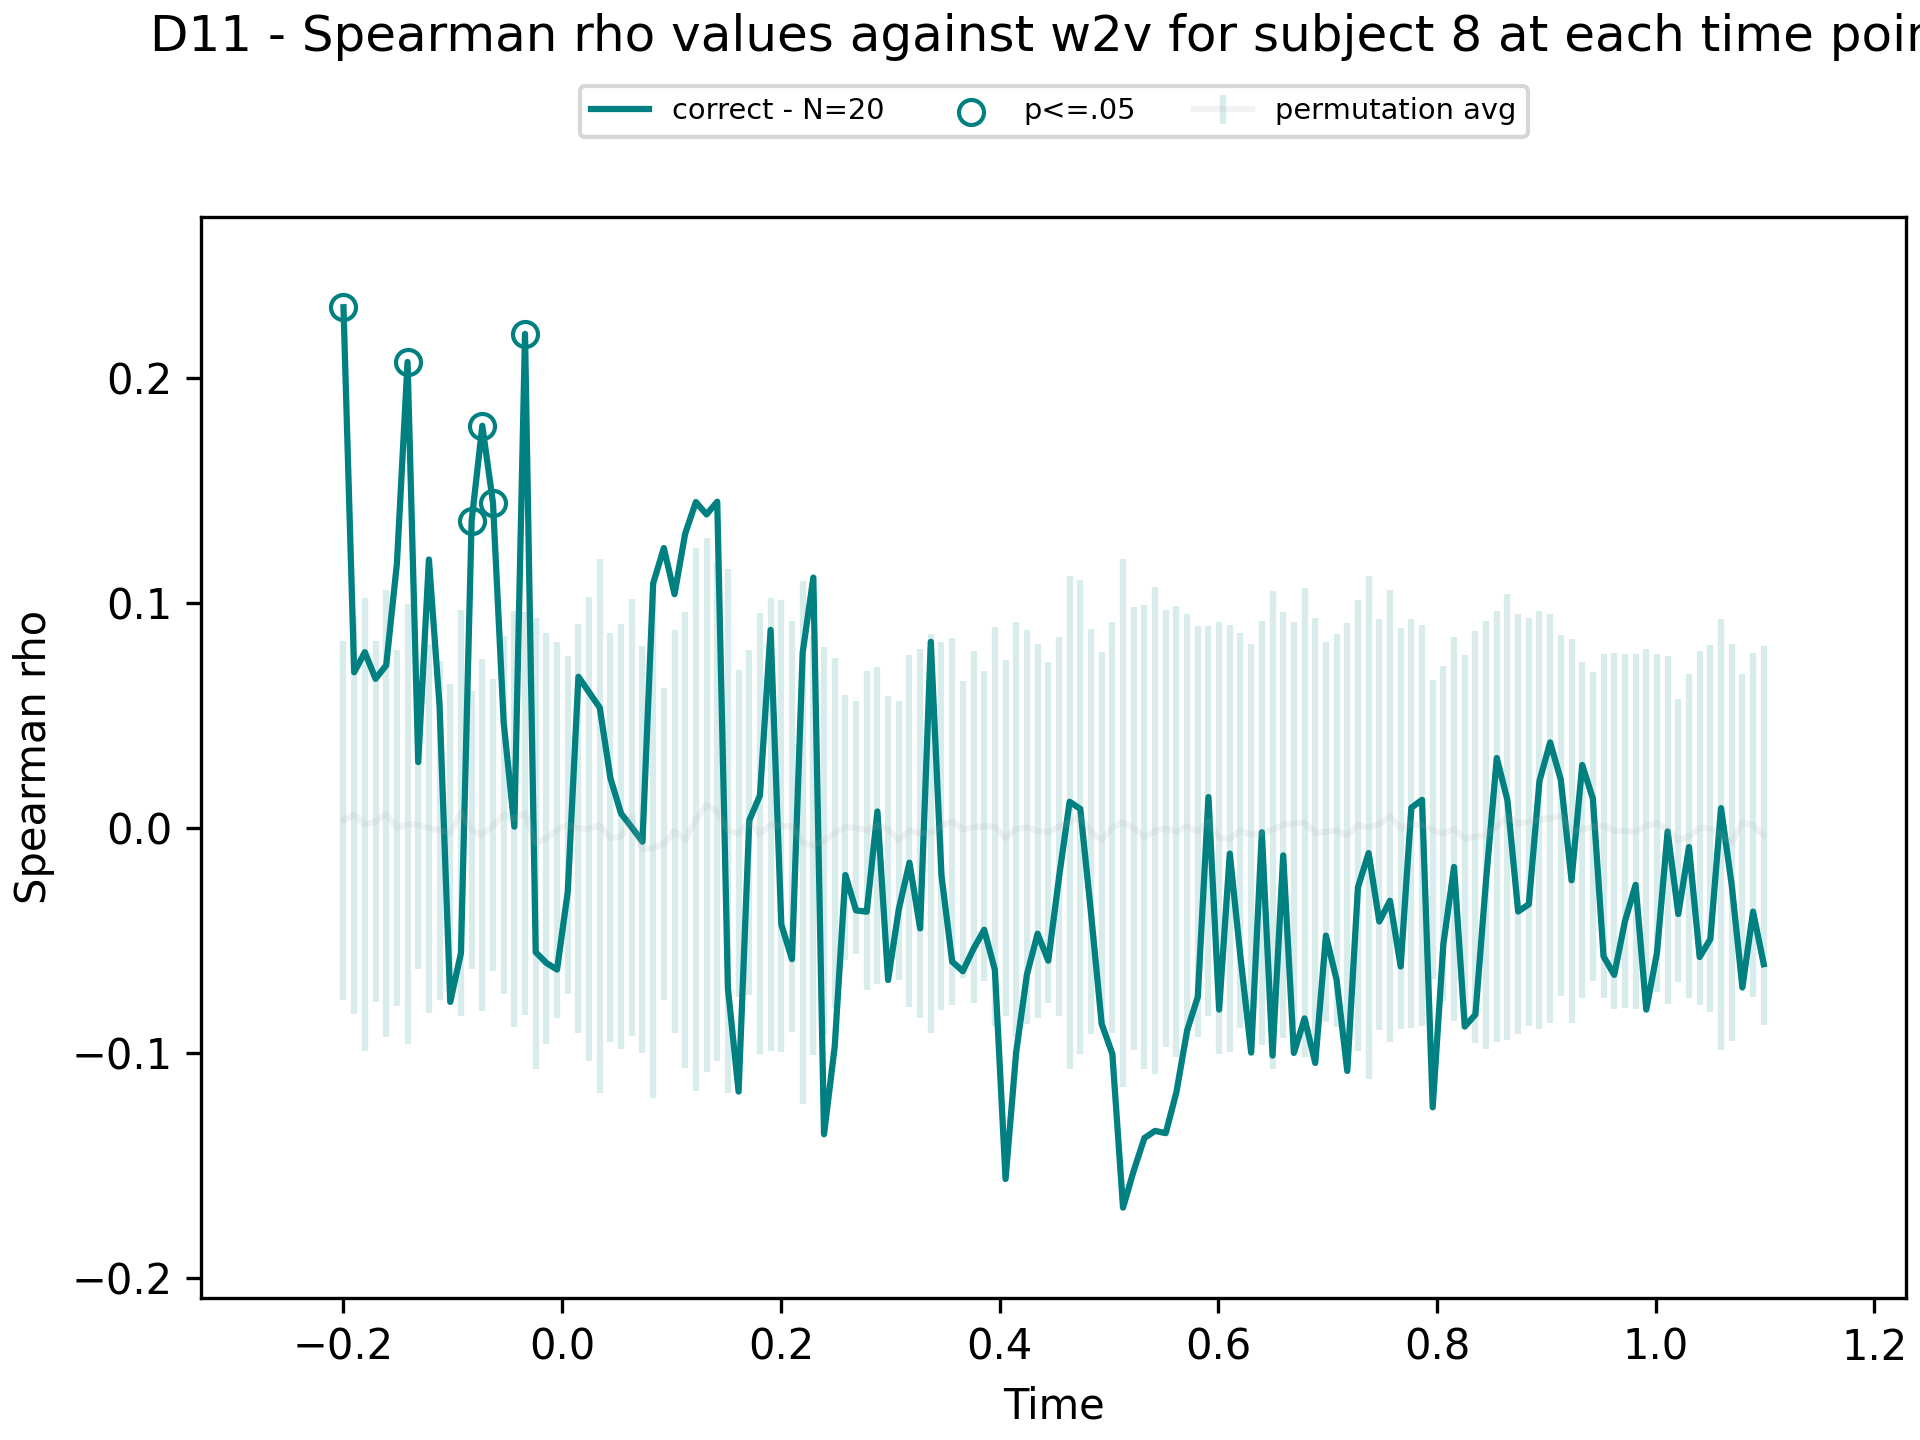 D11 - Spearman rho values against w2v for subject 8 at each time
correct - N=20 p<=.05 permutation avg
Spearman rho
0.2
0.1
0.0
−0.1
−0.2
−0.2 0.0 0.2 0.4 0.6 0.8 1.0 1.2
Time